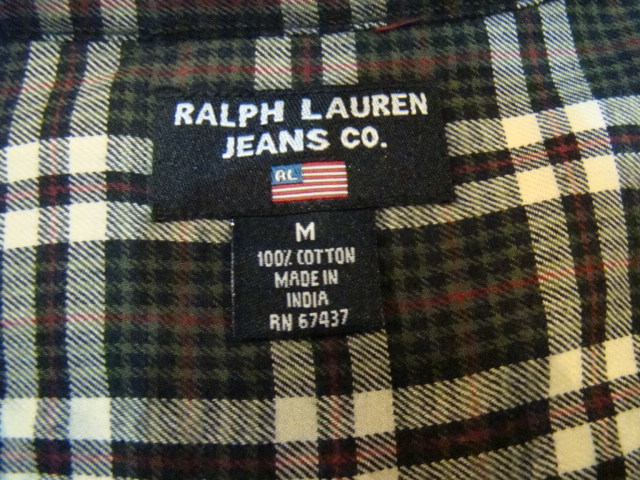 RALPH LAUREN
JEANS CO.
RL
M
100% COTTON
MADE IN
INDIA
RN 67437